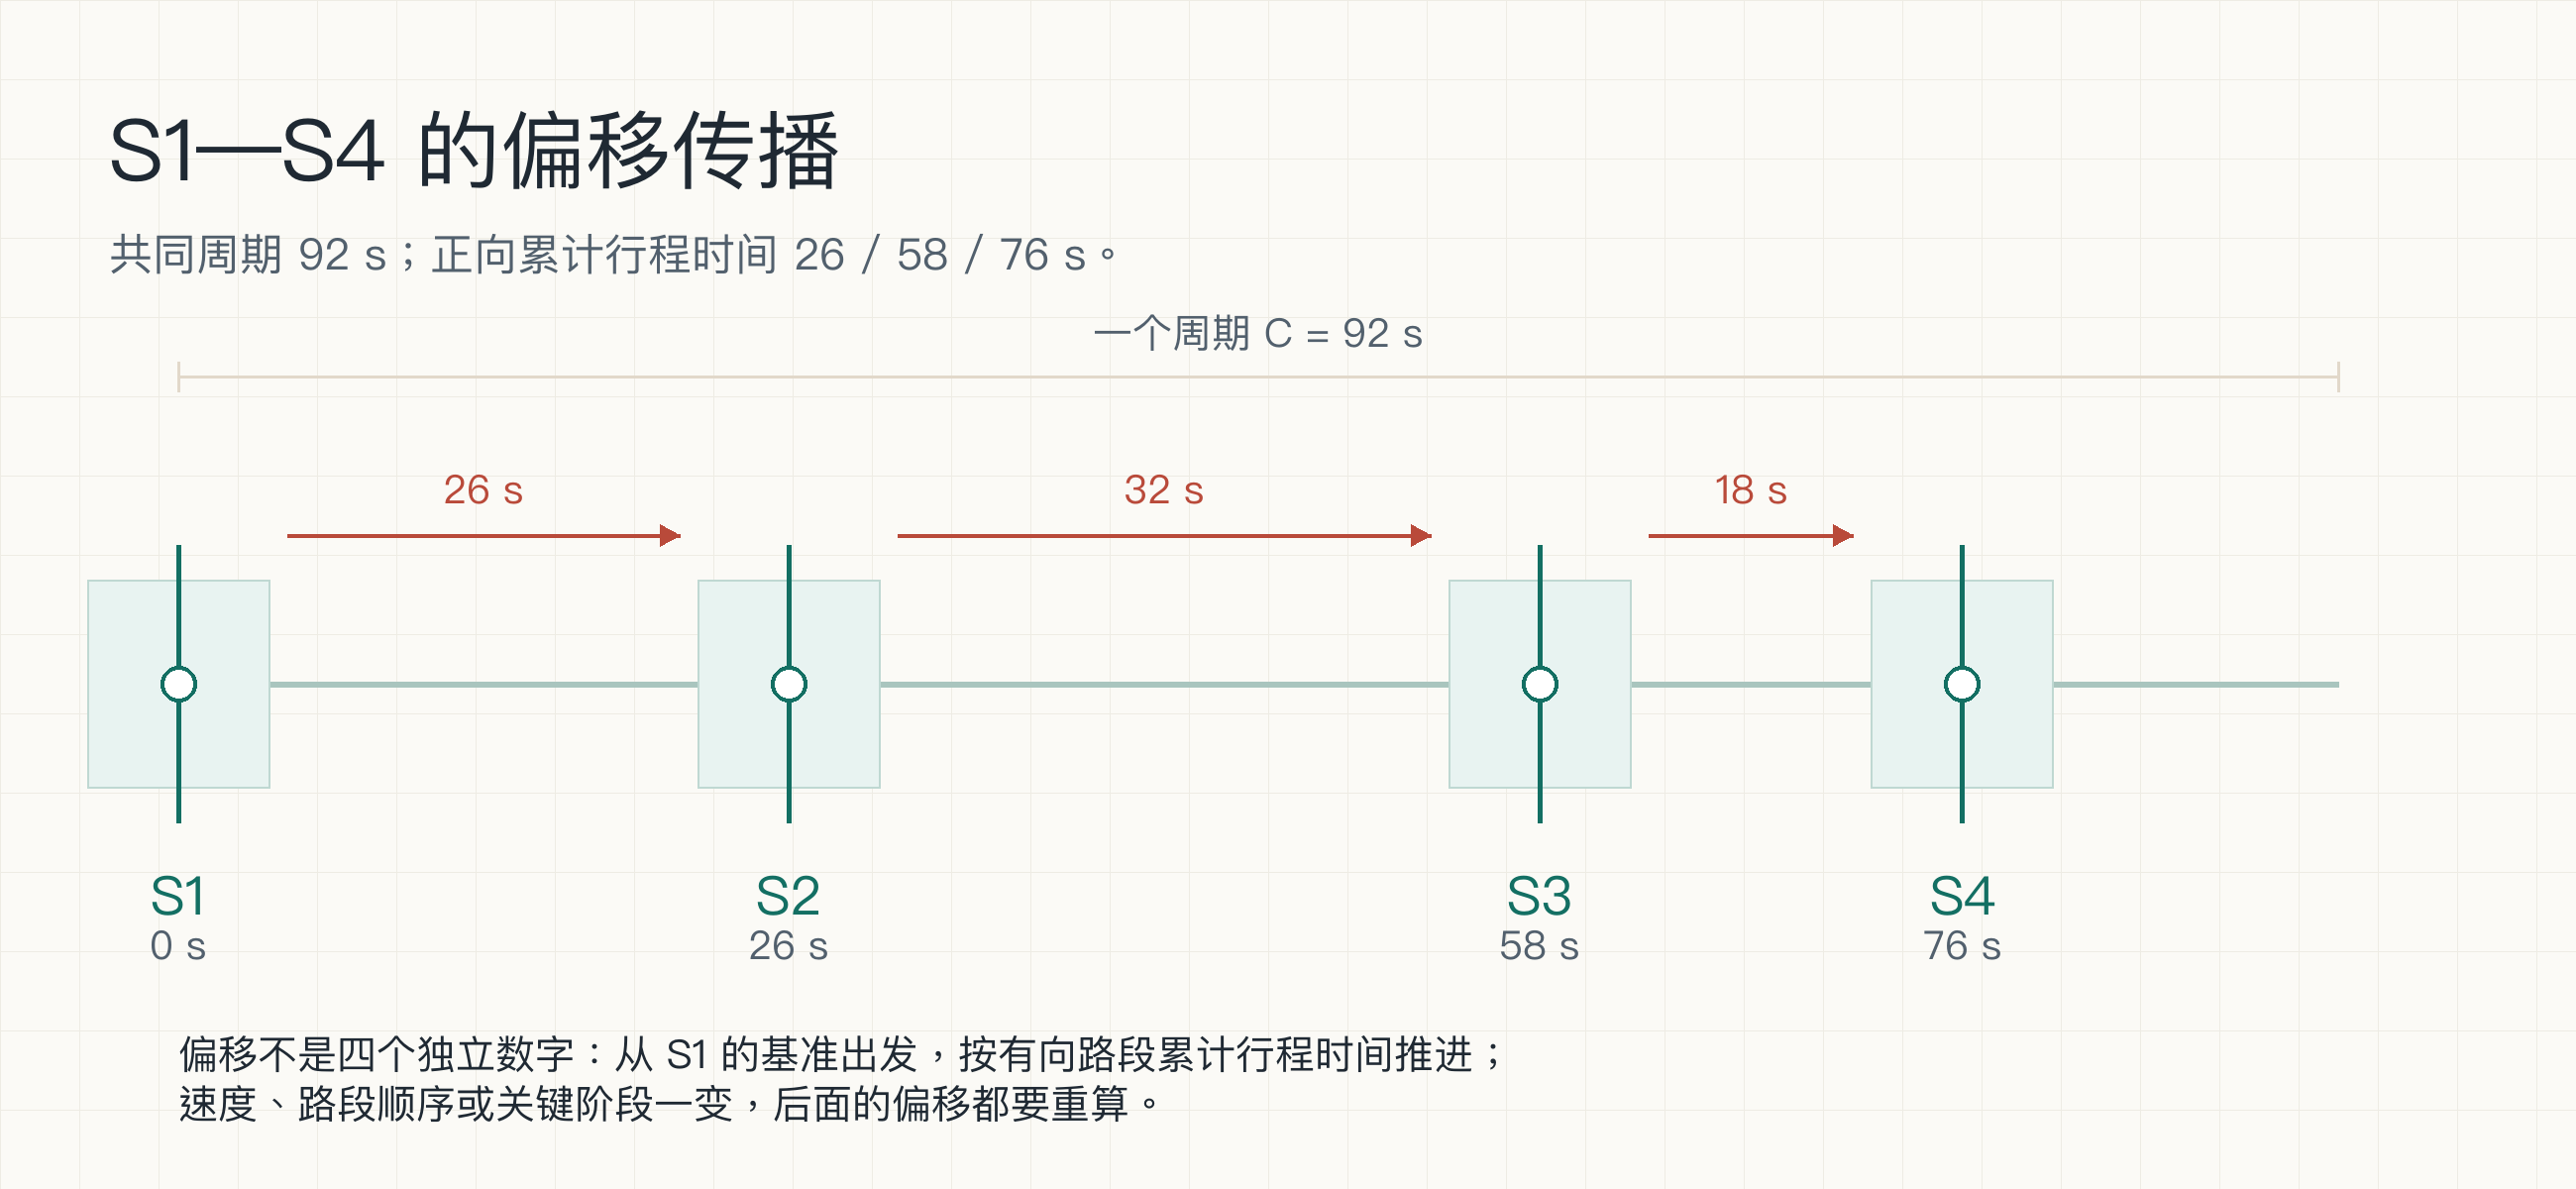 S1—S4 的偏移传播
共同周期 92 s；正向累计行程时间 26 / 58 / 76 s。
一个周期 C = 92 s
26 s
32 s
18 s
S1
S2
S3
S4
0 s
26 s
58 s
76 s
偏移不是四个独立数字：从 S1 的基准出发，按有向路段累计行程时间推进；
速度、路段顺序或关键阶段一变，后面的偏移都要重算。